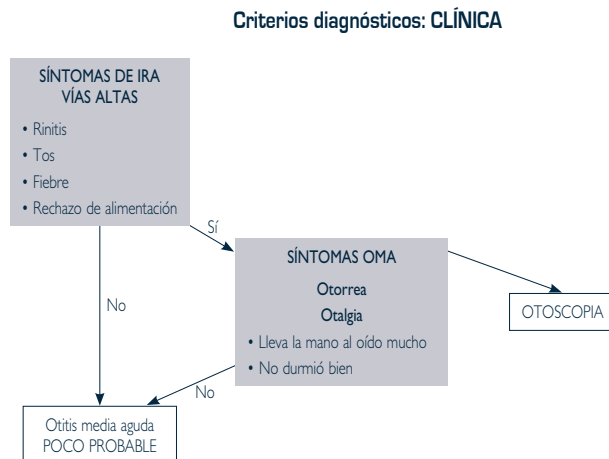 Criterios diagnósticos: CLÍNICA
SÍNTOMAS DE IRA
VÍAS ALTAS
• Rinitis
• Tos
• Fiebre
• Rechazo de alimentación
Sí
No
SÍNTOMAS OMA
Otorrea
Otalgia
• Lleva la mano al oído mucho
• No durmió bien
OTOSCOPIA
No
Otitis media aguda
POCO PROBABLE